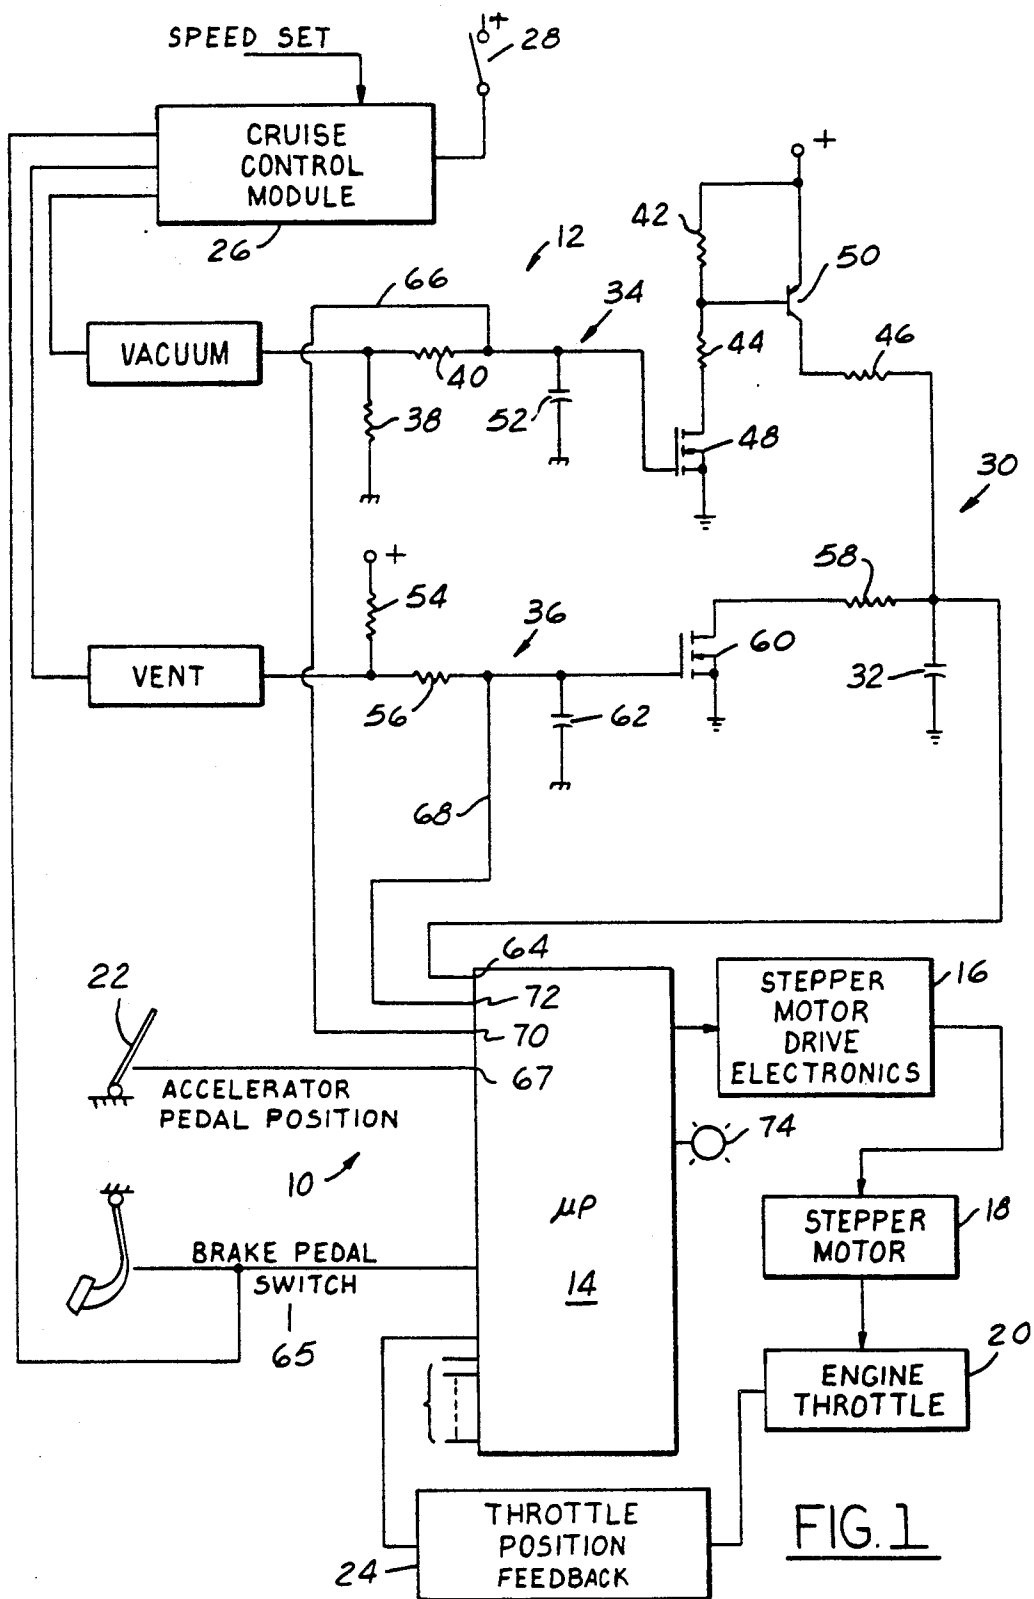 SPEED SET
+
28
CRUISE
CONTROL
MODULE
26
12
+
42
50
66
34
VACUUM
40
44
46
38
52
48
30
+
54
58
36
60
VENT
56
62
32
68
64
72
70
67
22
ACCELERATOR
PEDAL POSITION
10
STEPPER
MOTOR
DRIVE
ELECTRONICS
16
74
μP
14
BRAKE PEDAL
SWITCH
65
STEPPER
MOTOR
18
ENGINE
THROTTLE
20
THROTTLE
POSITION
FEEDBACK
24
FIG. 1